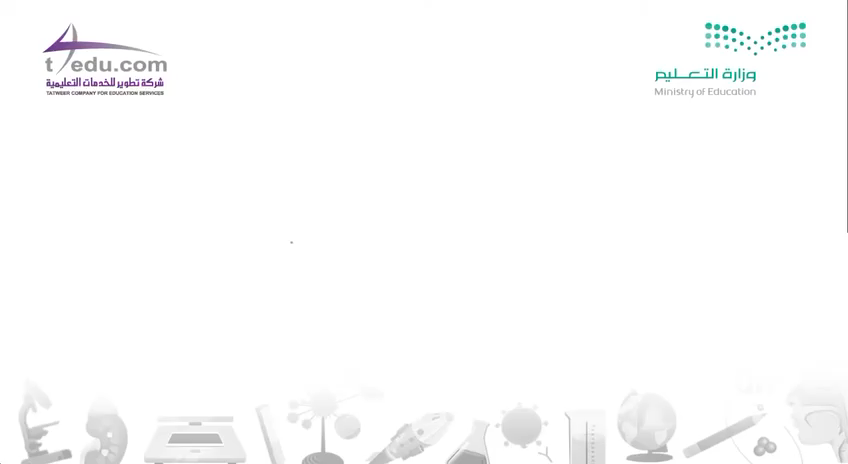 t4edu.com
شركة تطوير للخدمات التعليمية
TATWEER COMPANY FOR EDUCATION SERVICES
وزارة التعليم
Ministry of Education